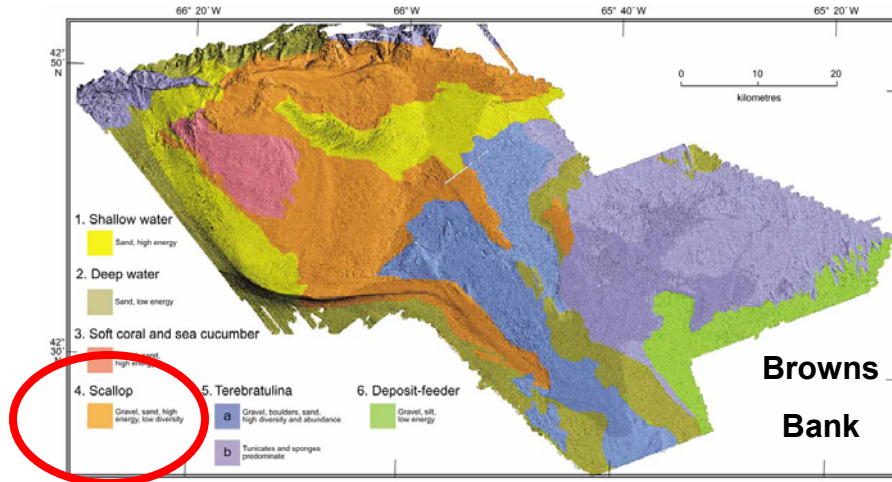 66° 20'
66° W
65° 40'
65° 20'
42°
50'
N
0 10 20
kilometres
1. Shallow water
Sand, high energy
2. Deep water
Sand, low energy
3. Soft coral and sea cucumber
sand,
high energy
42°
30'
4. Scallop
Gravel, sand, high
energy, low diversity
5. Terebratulina
a
Gravel, boulders, sand,
high diversity and abundance
b
Tunicates and sponges
predominate
6. Deposit-feeder
Gravel, silt,
low energy
Browns
Bank